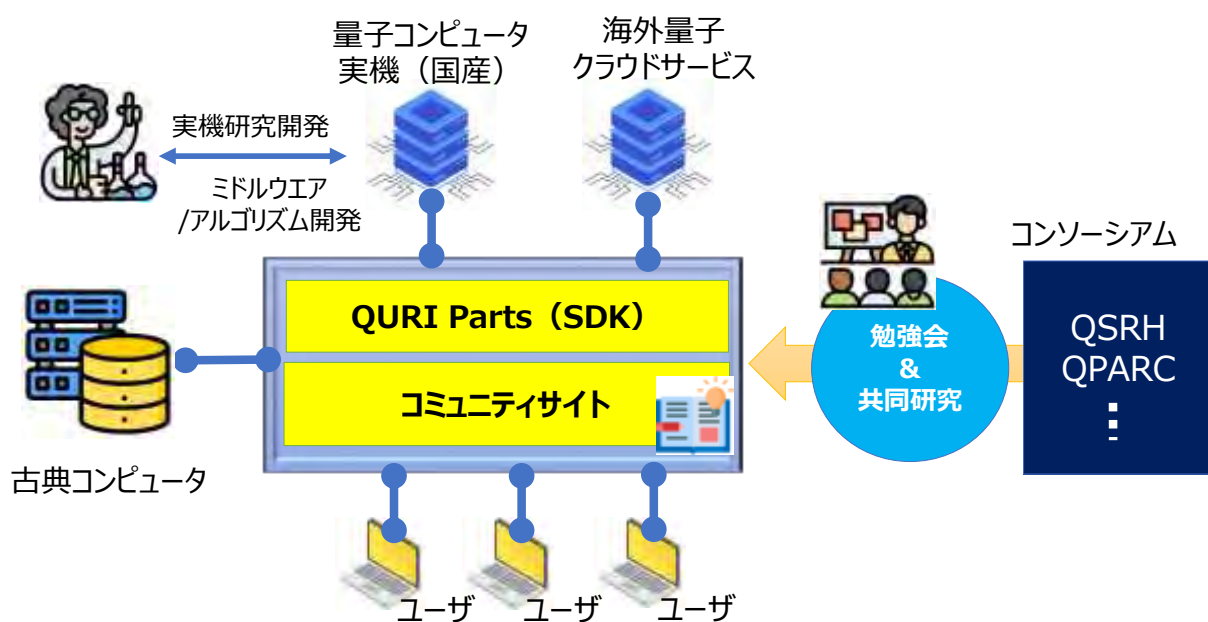 量子コンピュータ
実機（国産）
海外量子
クラウドサービス
実機研究開発
ミドルウエア
/アルゴリズム開発
コンソーシアム
QURI Parts（SDK）
コミュニティサイト
勉強会
&
共同研究
QSRH
QPARC
⋮
古典コンピュータ
ユーザ
ユーザ
ユーザ